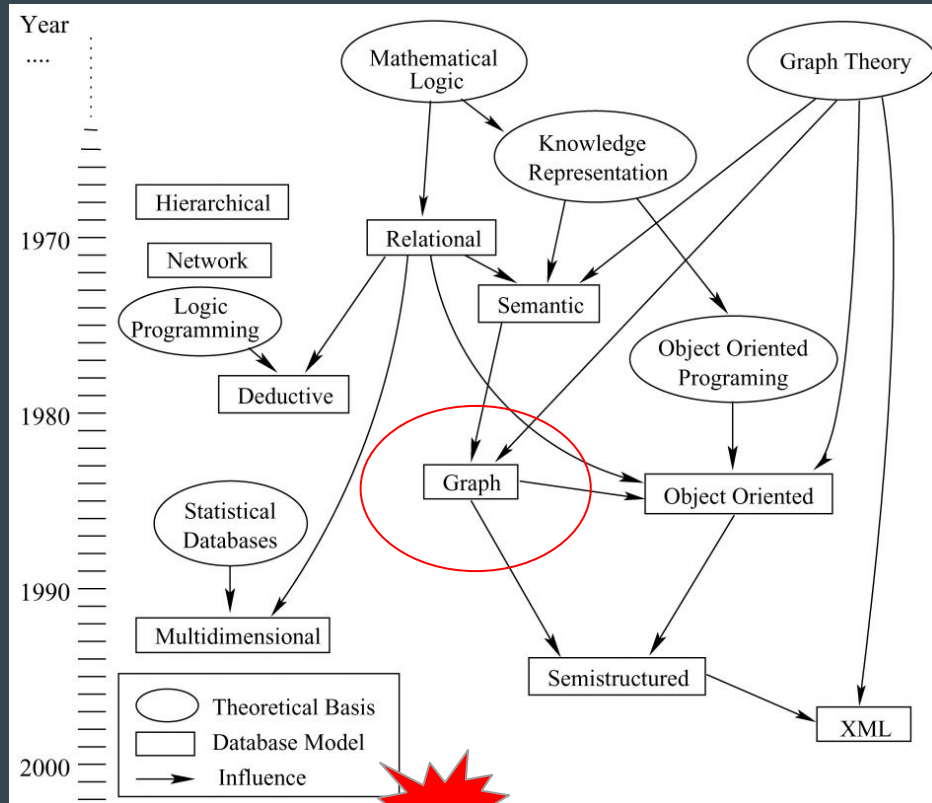 Year
....
Mathematical
Logic
Graph Theory
Knowledge
Representation
Hierarchical
1970
Relational
Network
Semantic
Logic
Programming
Object Oriented
Programing
Deductive
1980
Graph
Object Oriented
Statistical
Databases
1990
Multidimensional
Semistructured
Theoretical Basis
XML
Database Model
2000
Influence